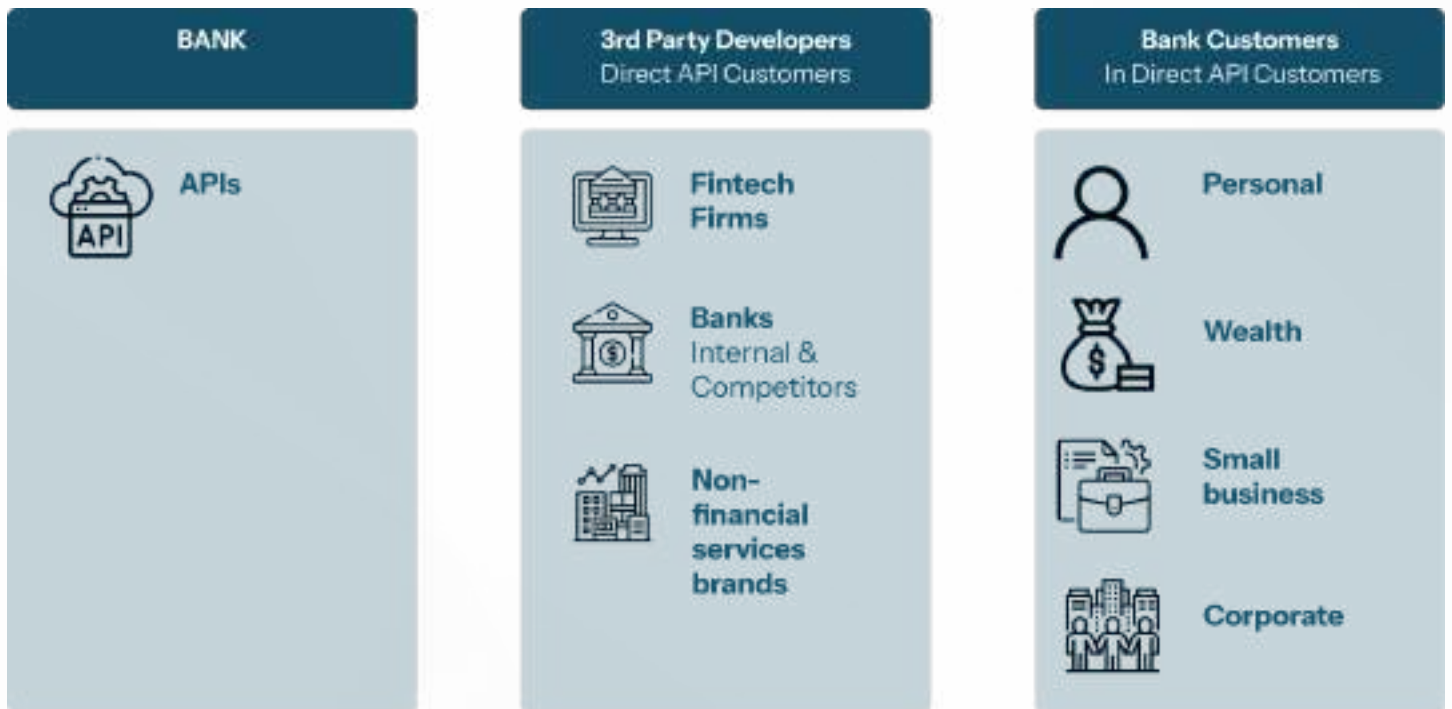 BANK
APIs
API
3rd Party Developers
Direct API Customers
Fintech
Firms
Banks
Internal &
Competitors
$
Non-
financial
services
brands
Bank Customers
In Direct API Customers
Personal
Wealth
$
Small
business
Corporate